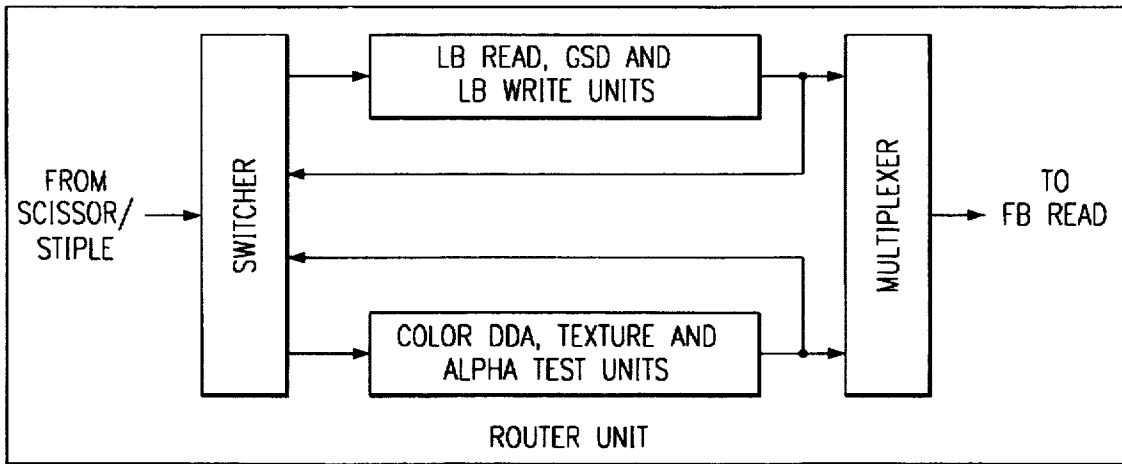 LB READ, GSD AND
LB WRITE UNITS
FROM
SCISSOR/
STIPLE
SWITCHER
MULTIPLEXER
TO
FB READ
COLOR DDA, TEXTURE AND
ALPHA TEST UNITS
ROUTER UNIT